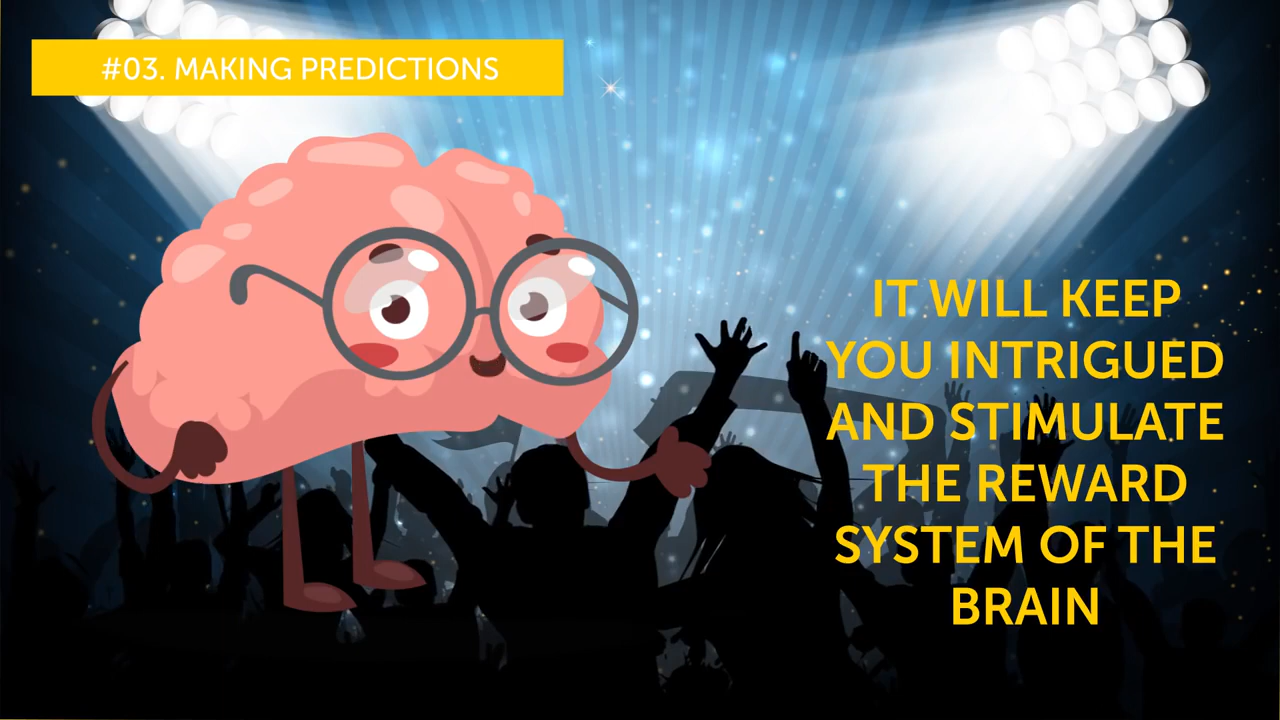 #03. MAKING PREDICTIONS
IT WILL KEEP
YOU INTRIGUED
AND STIMULATE
THE REWARD
SYSTEM OF THE
BRAIN